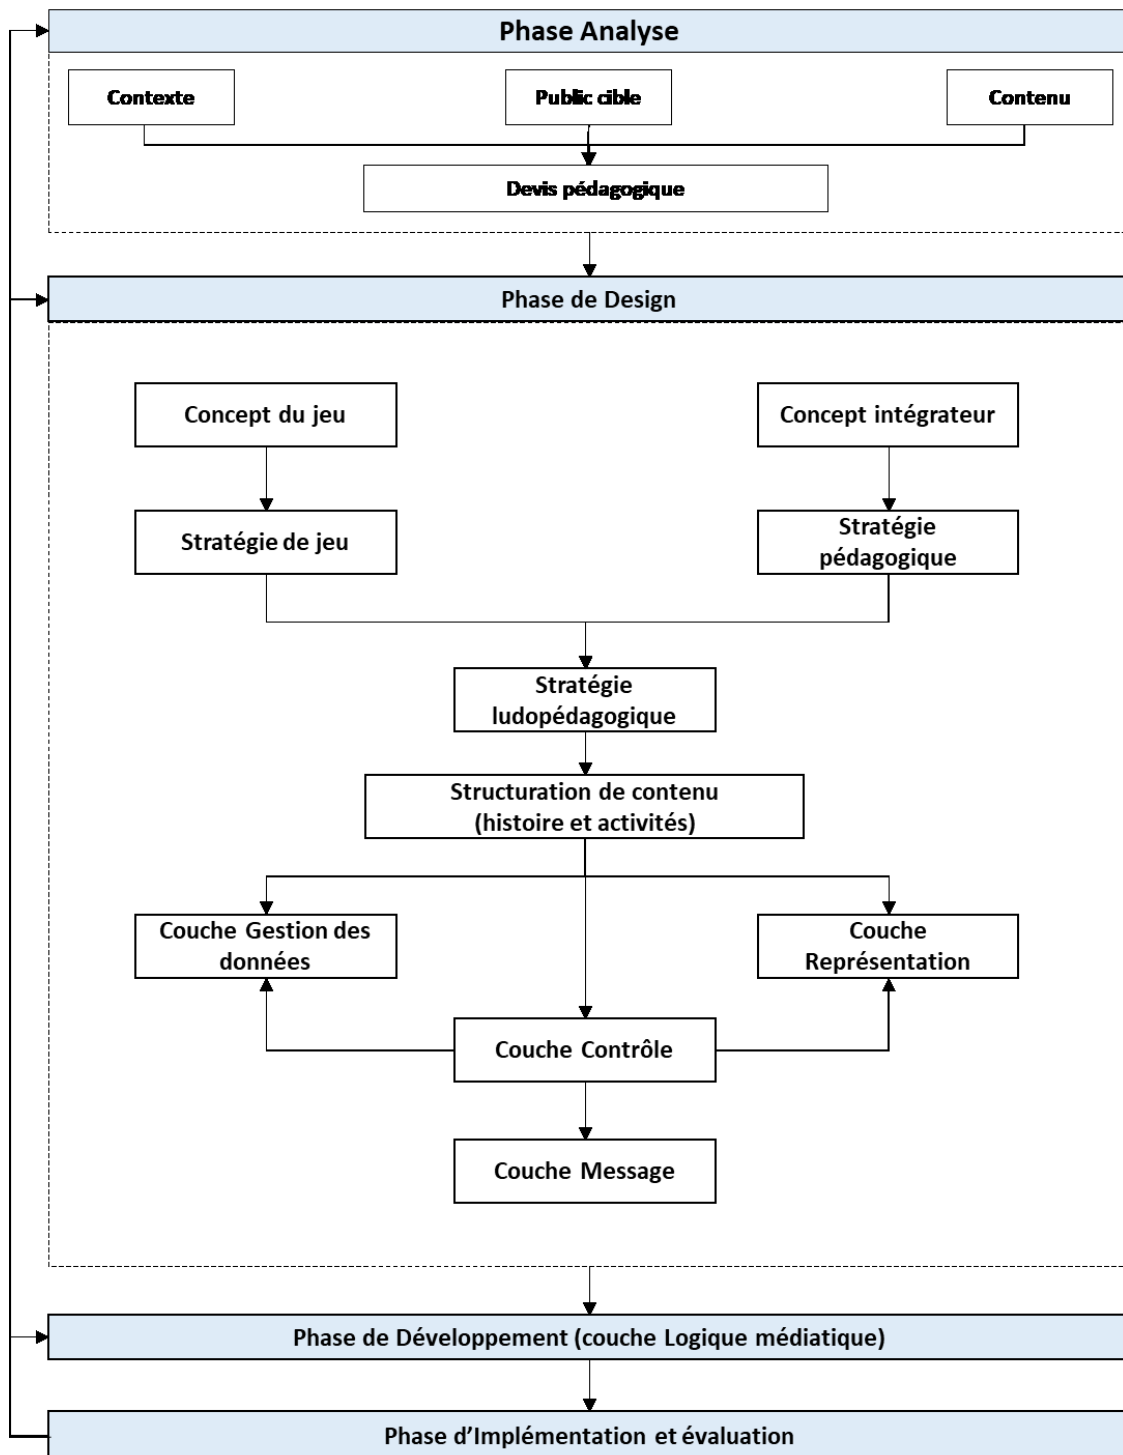 Phase Analyse
Contexte
Public cible
Contenu
Devis pédagogique
Phase de Design
Concept du jeu
Concept intégrateur
Stratégie de jeu
Stratégie
pédagogique
Stratégie
ludopédagogique
Structuration de contenu
(histoire et activités)
Couche Gestion des
données
Couche
Représentation
Couche Contrôle
Couche Message
Phase de Développement (couche Logique médiatique)
Phase d’Implémentation et évaluation